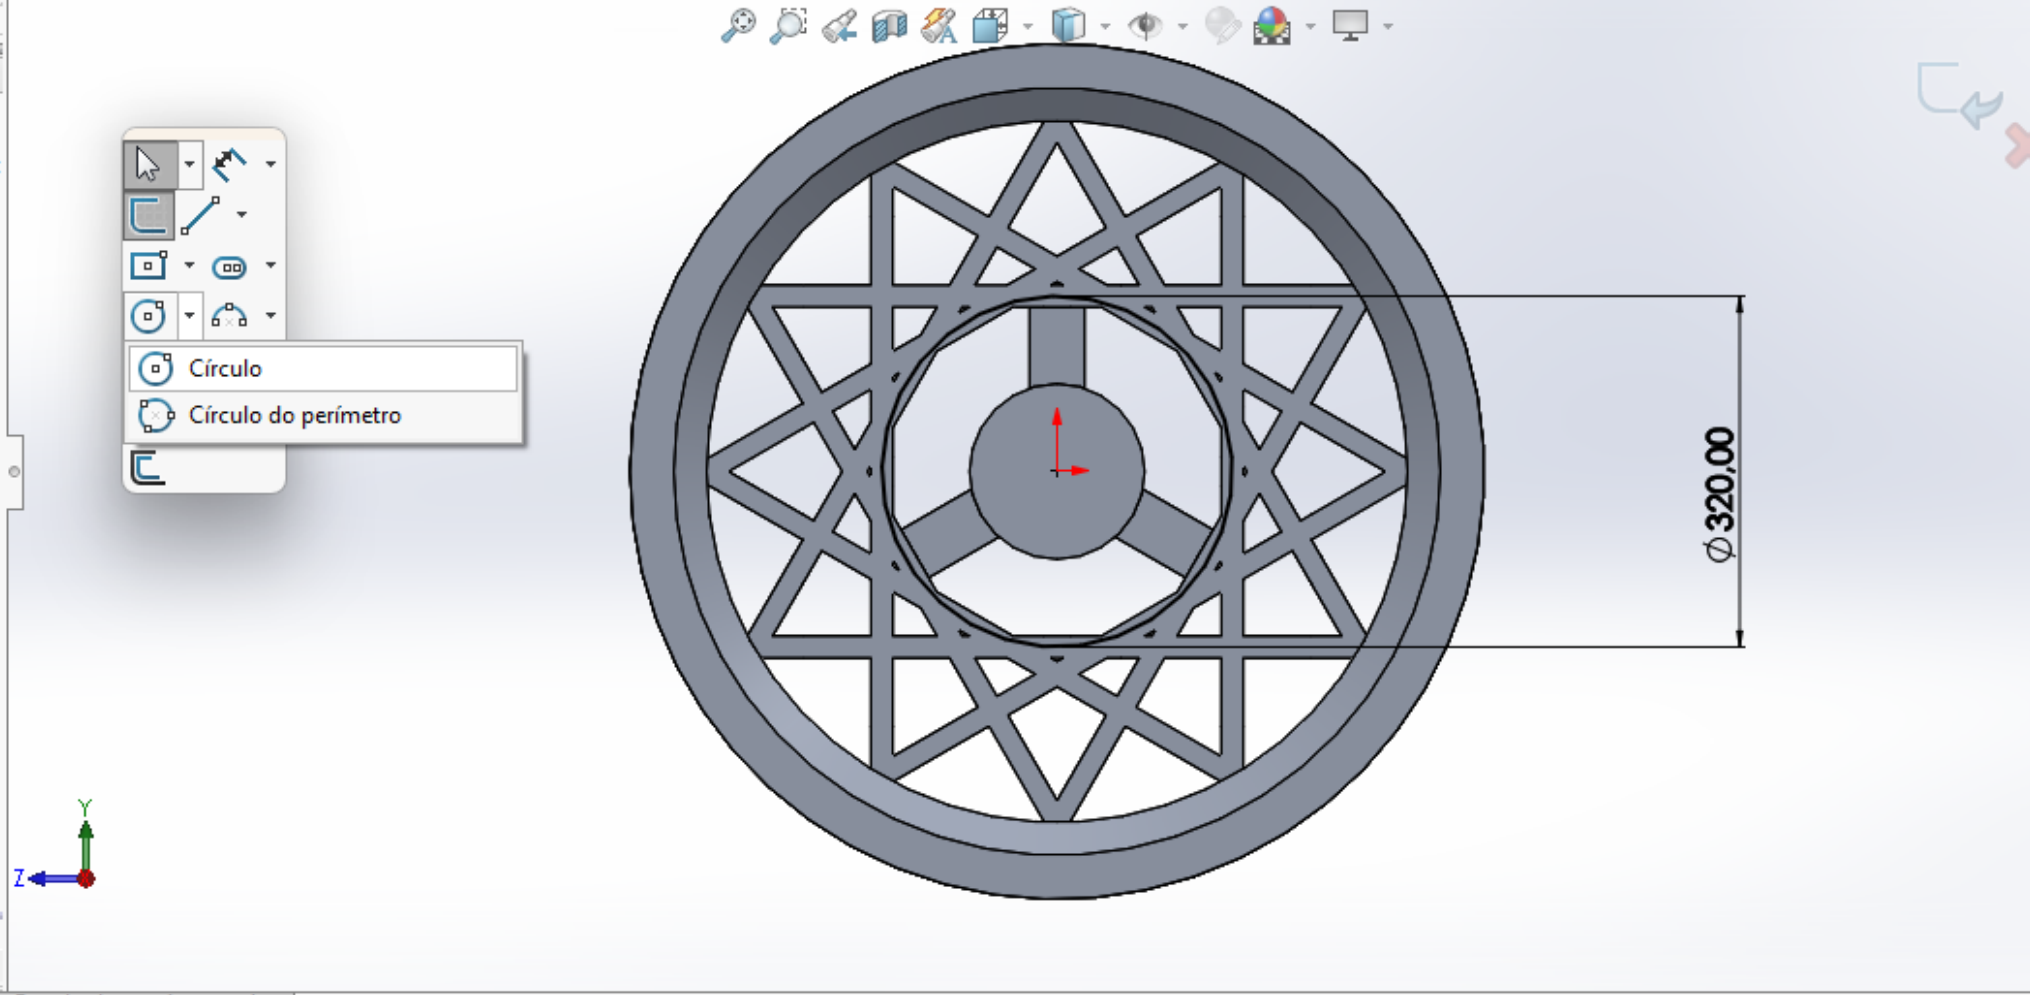 Círculo
Círculo do perímetro
⌀320,00
Y
Z